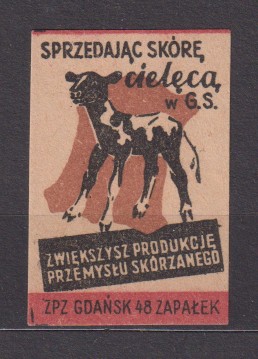 SPRZEDAJĄC SKÓRĘ
cielęcą
w G.S.
ZWIĘKSZYSZ PRODUKCJĘ
PRZEMYSŁU SKÓRZANEGO
ZPZ GDAŃSK 48 ZAPAŁEK